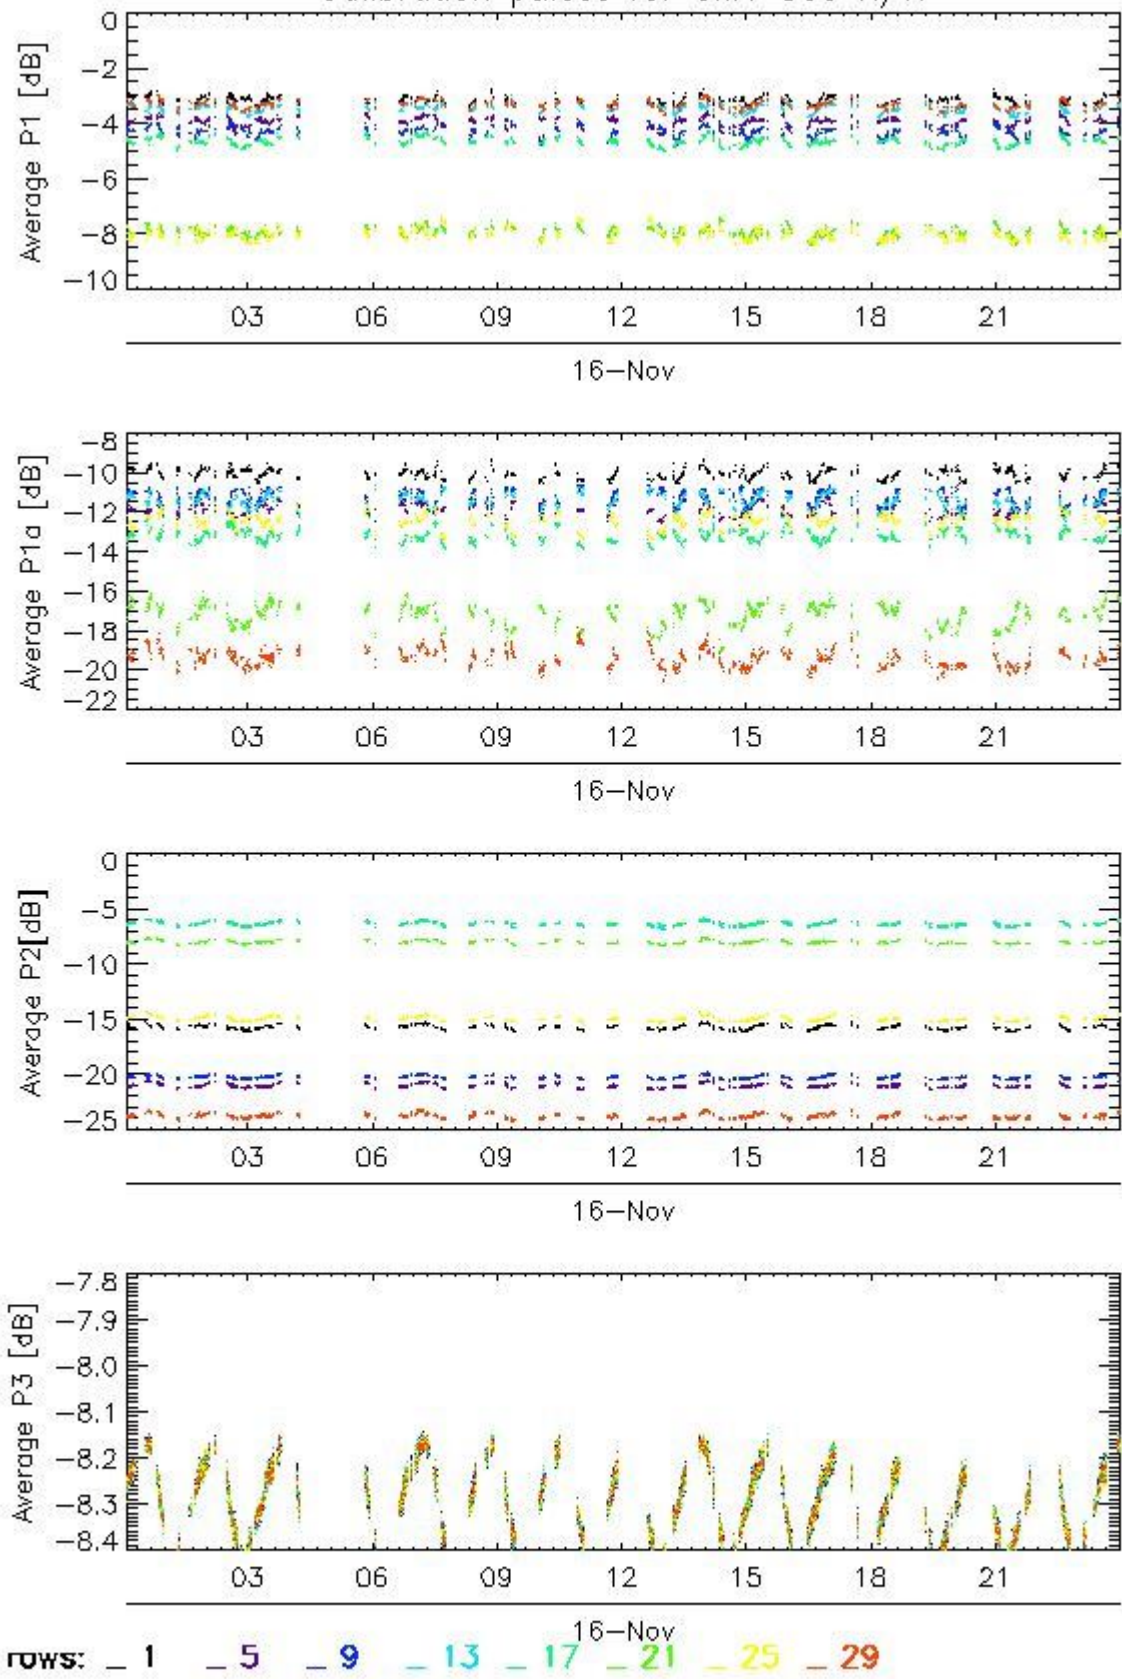 0
-2
-4
-6
-8
-10
Average P1 [dB]
03 06 09 12 15 18 21
16-Nov
-8
-10
-12
-14
-16
-18
-20
-22
Average P1a [dB]
03 06 09 12 15 18 21
16-Nov
0
-5
-10
-15
-20
-25
Average P2[dB]
03 06 09 12 15 18 21
16-Nov
-7.8
-7.9
-8.0
-8.1
-8.2
-8.3
-8.4
Average P3 [dB]
03 06 09 12 15 18 21
16-Nov
rows: _ 1 _ 5 _ 9 _ 13 _ 17 _ 21 _ 25 _ 29